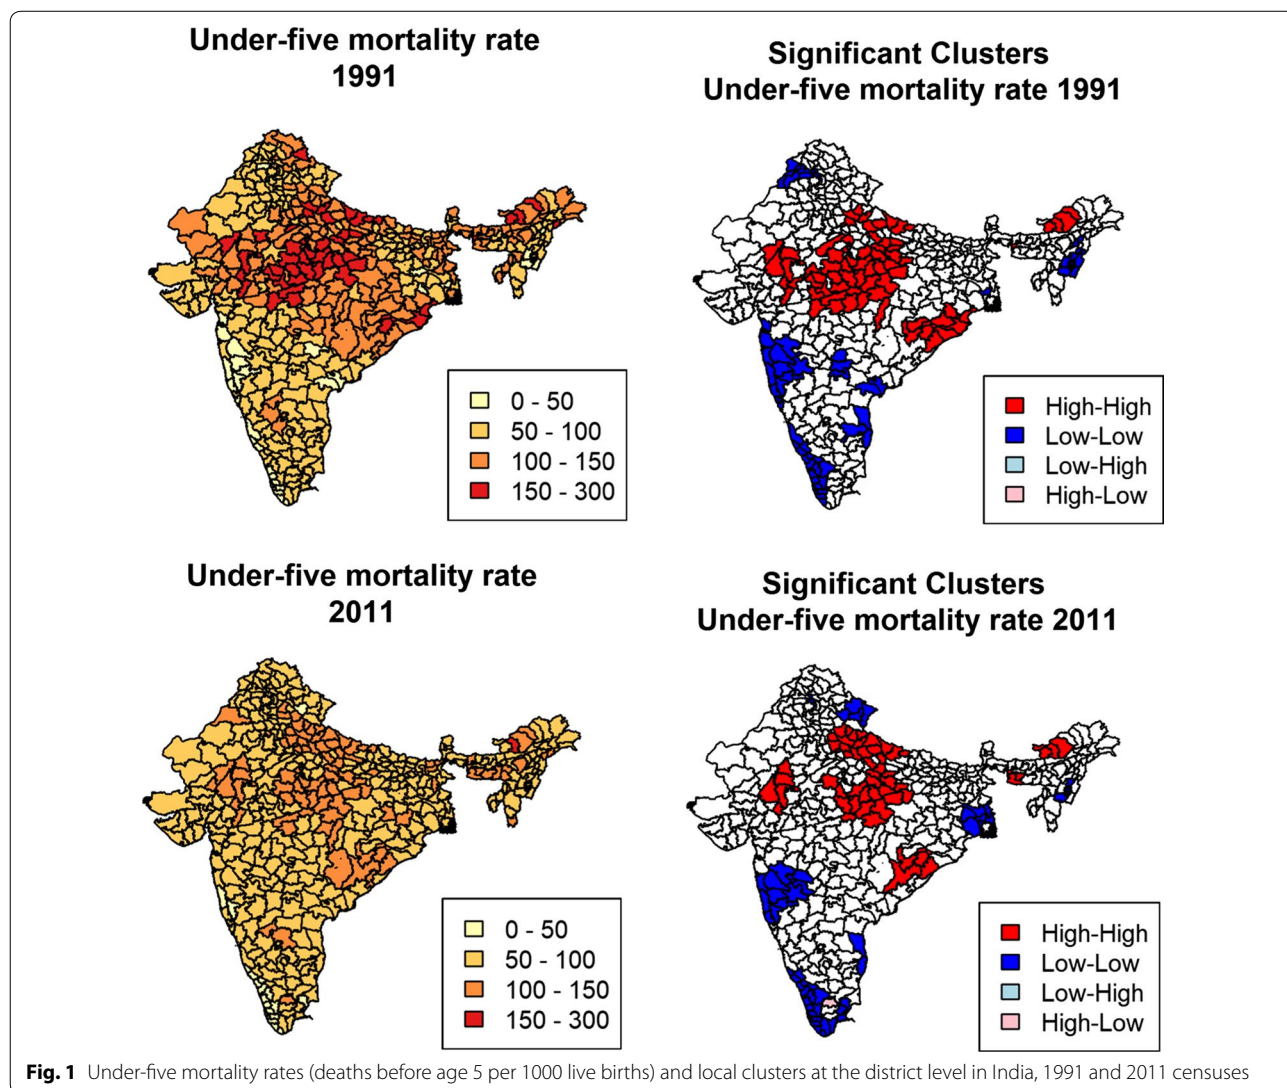 Under-five mortality rate
1991
Significant Clusters
Under-five mortality rate 1991
0 - 50
50 - 100
100 - 150
150 - 300
High-High
Low-Low
Low-High
High-Low
Under-five mortality rate
2011
Significant Clusters
Under-five mortality rate 2011
0 - 50
50 - 100
100 - 150
150 - 300
High-High
Low-Low
Low-High
High-Low
Fig. 1 Under-five mortality rates (deaths before age 5 per 1000 live births) and local clusters at the district level in India, 1991 and 2011 censuses